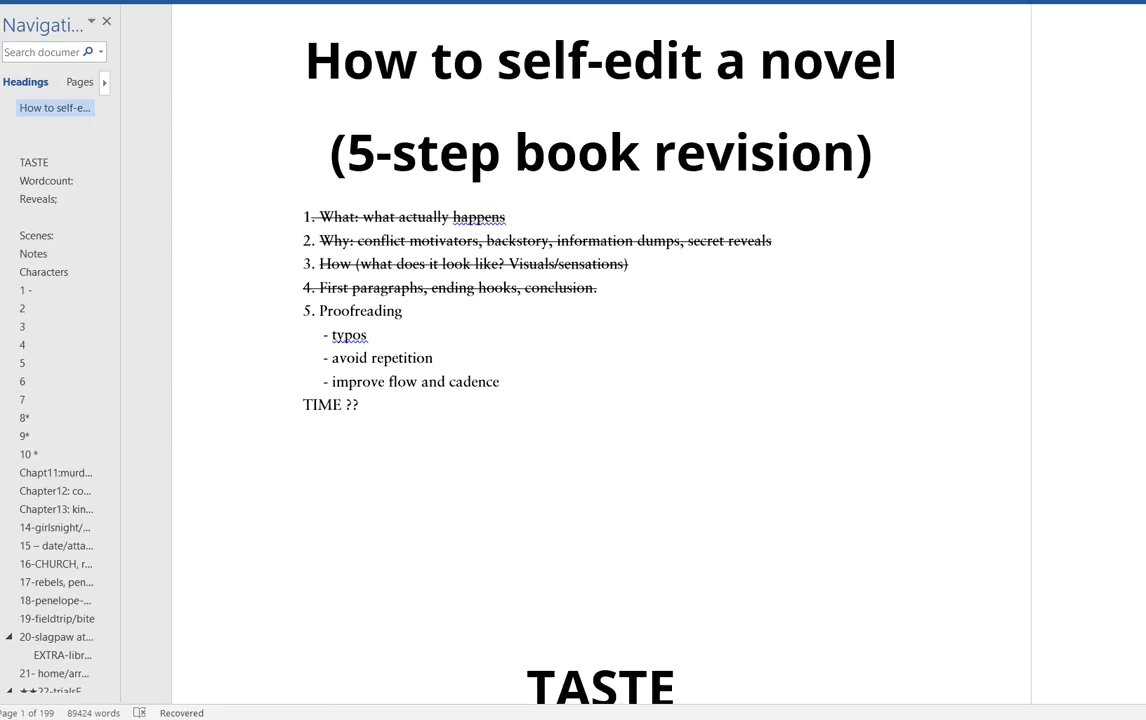 Navigati...
Search documer
Headings Pages
How to self-e...
TASTE
Wordcount:
Reveals;
Scenes:
Notes
Characters
1 -
2
3
4
5
6
7
8*
9*
10 *
Chapt11:murd...
Chapter12: co...
Chapter13: kin...
14-girlsnight/...
15 – date/atta...
16-CHURCH, r...
17-rebels, pen...
18-penelope-...
19-fieldtrip/bite
20-slagpaw at...
EXTRA-libr...
21- home/arr...
★★22-trialsF
How to self-edit a novel
(5-step book revision)
1. What: what actually happens
2. Why: conflict motivators, backstory, information dumps, secret reveals
3. How (what does it look like? Visuals/sensations)
4. First paragraphs, ending hooks, conclusion.
5. Proofreading
- typos
- avoid repetition
- improve flow and cadence
TIME ??
TASTE
Page 1 of 199 89424 words Recovered